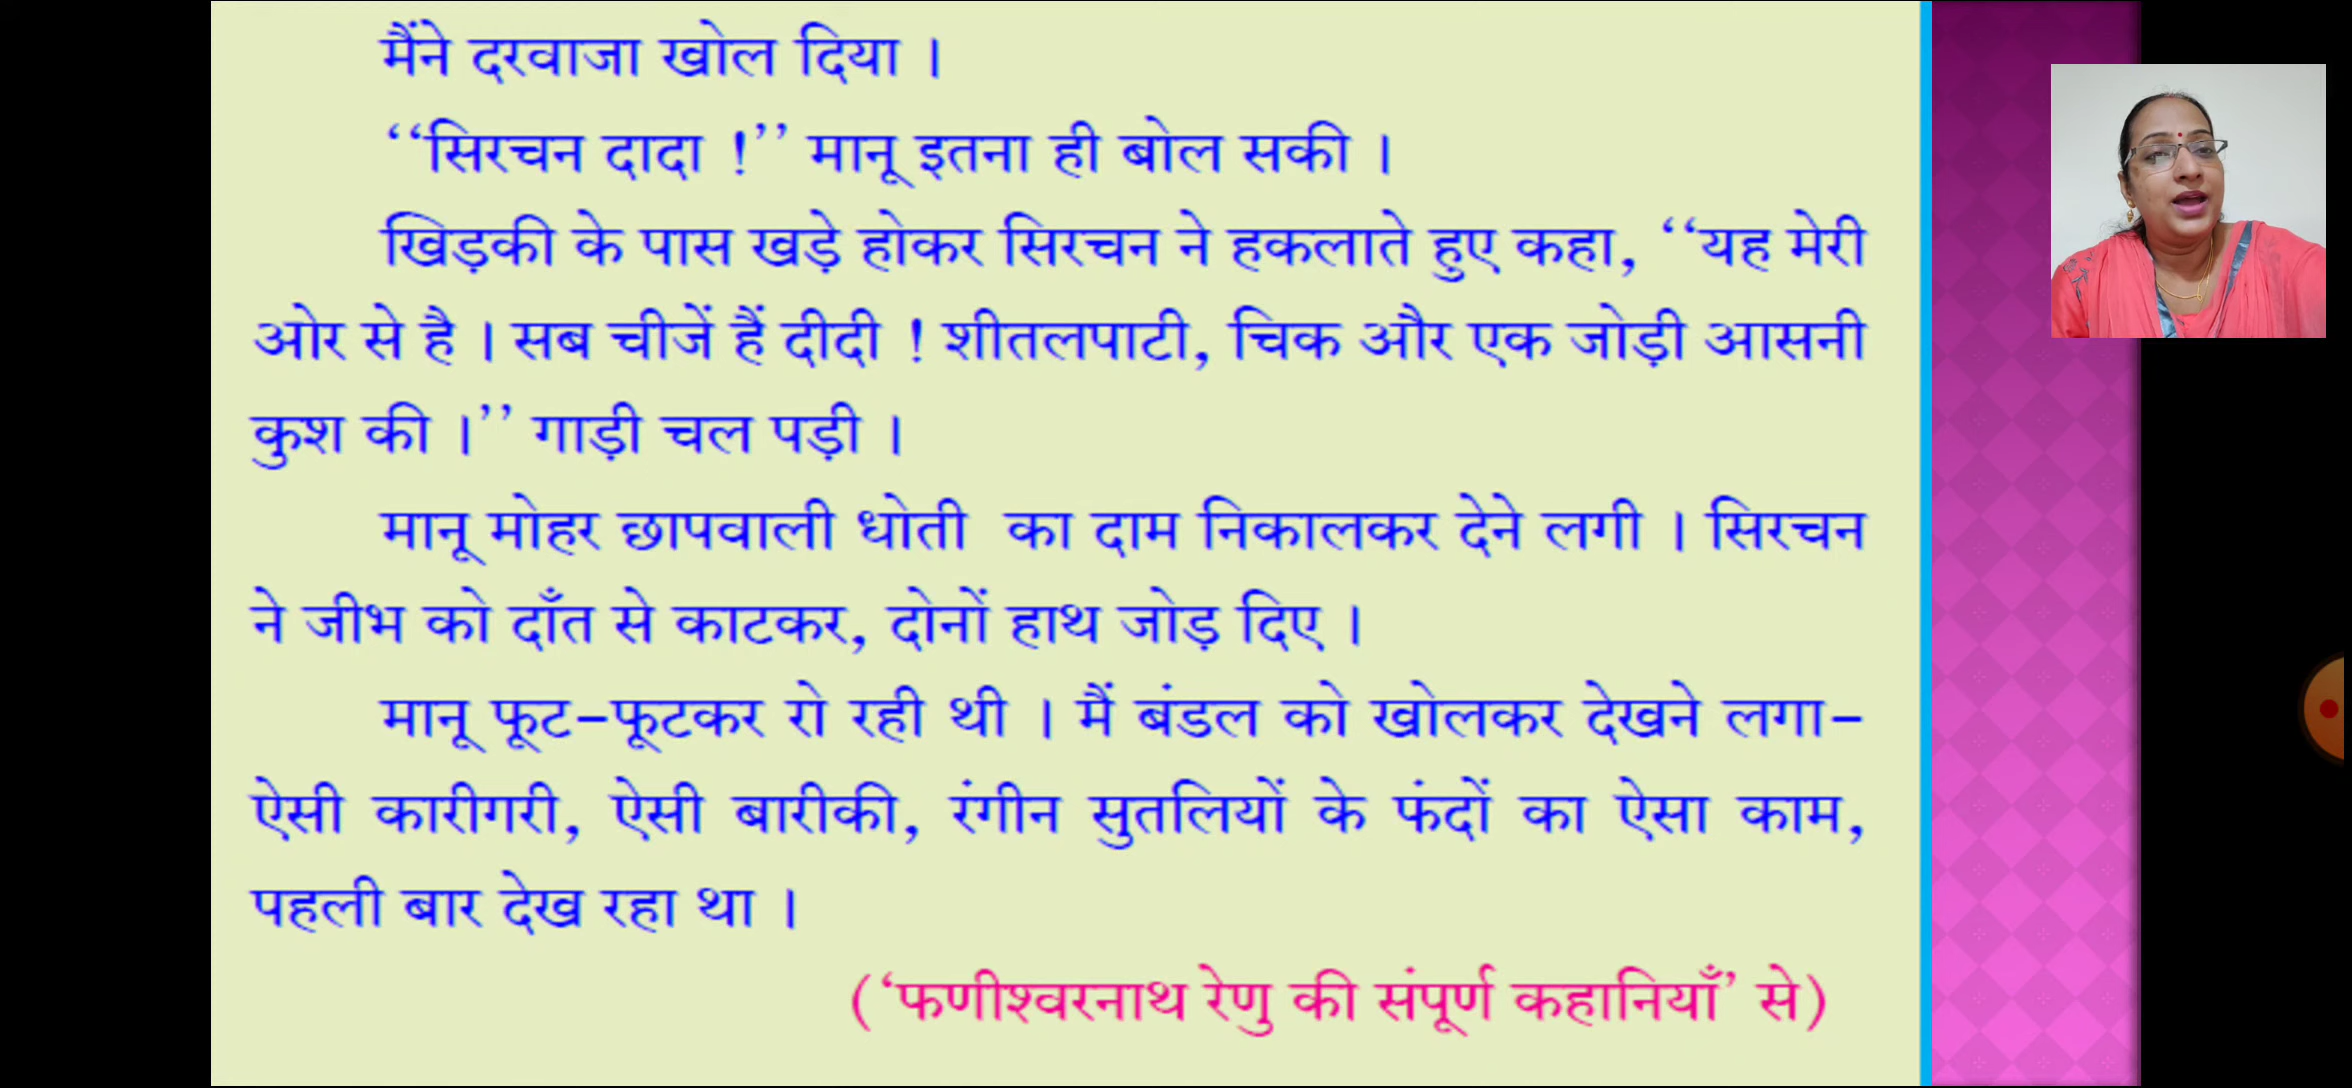 मैंने दरवाजा खोल दिया ।
‘‘सिरचन दादा !’’ मानू इतना ही बोल सकी ।
खिड़की के पास खड़े होकर सिरचन ने हकलाते हुए कहा, ‘‘यह मेरी
ओर से है । सब चीजें हैं दीदी ! शीतलपाटी, चिक और एक जोड़ी आसनी
कुश की ।’’ गाड़ी चल पड़ी ।
मानू मोहर छापवाली धोती का दाम निकालकर देने लगी । सिरचन
ने जीभ को दाँत से काटकर, दोनों हाथ जोड़ दिए ।
मानू फूट-फूटकर रो रही थी । मैं बंडल को खोलकर देखने लगा-
ऐसी कारीगरी, ऐसी बारीकी, रंगीन सुतलियों के फंदों का ऐसा काम,
पहली बार देख रहा था ।
(‘फणीश्वरनाथ रेणु की संपूर्ण कहानियाँ’ से)